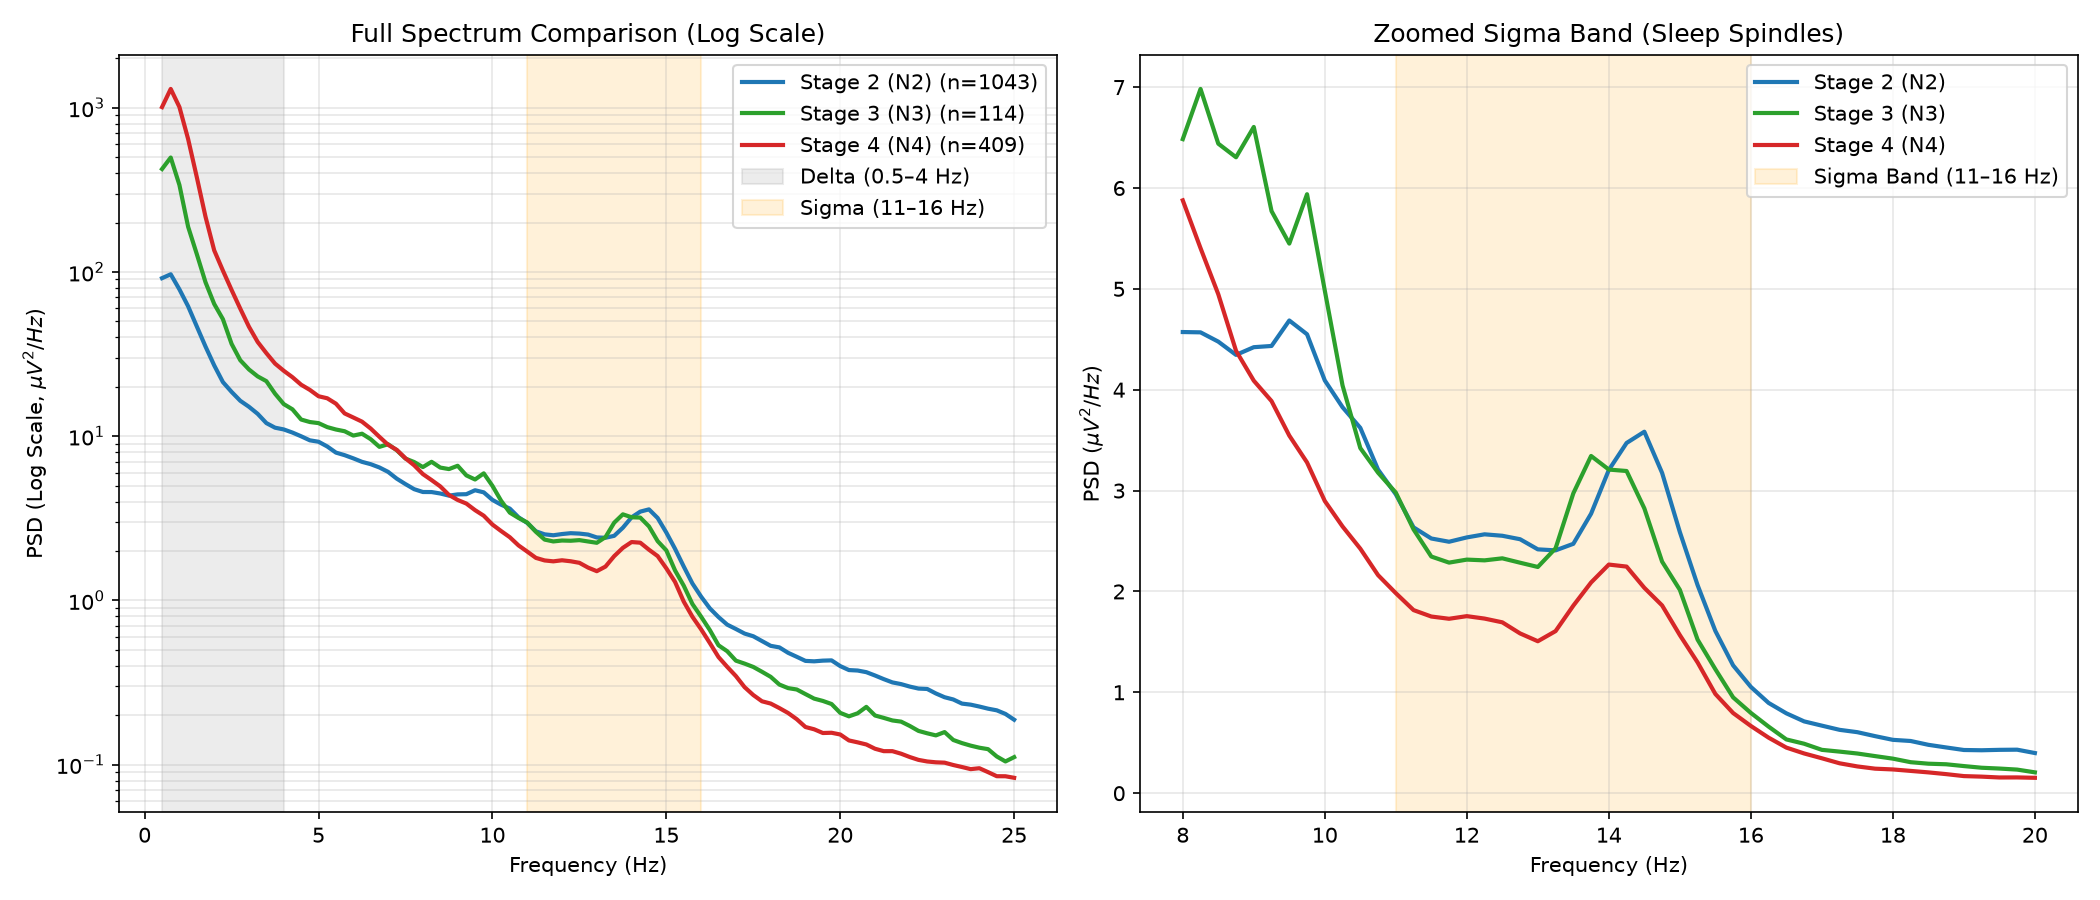 Full Spectrum Comparison (Log Scale)
PSD (Log Scale, μV²/Hz)
10³
10²
10¹
10⁰
10⁻¹
Stage 2 (N2) (n=1043)
Stage 3 (N3) (n=114)
Stage 4 (N4) (n=409)
Delta (0.5–4 Hz)
Sigma (11–16 Hz)
0 5 10 15 20 25
Frequency (Hz)
Zoomed Sigma Band (Sleep Spindles)
PSD (μV²/Hz)
7
6
5
4
3
2
1
0
Stage 2 (N2)
Stage 3 (N3)
Stage 4 (N4)
Sigma Band (11–16 Hz)
8 10 12 14 16 18 20
Frequency (Hz)